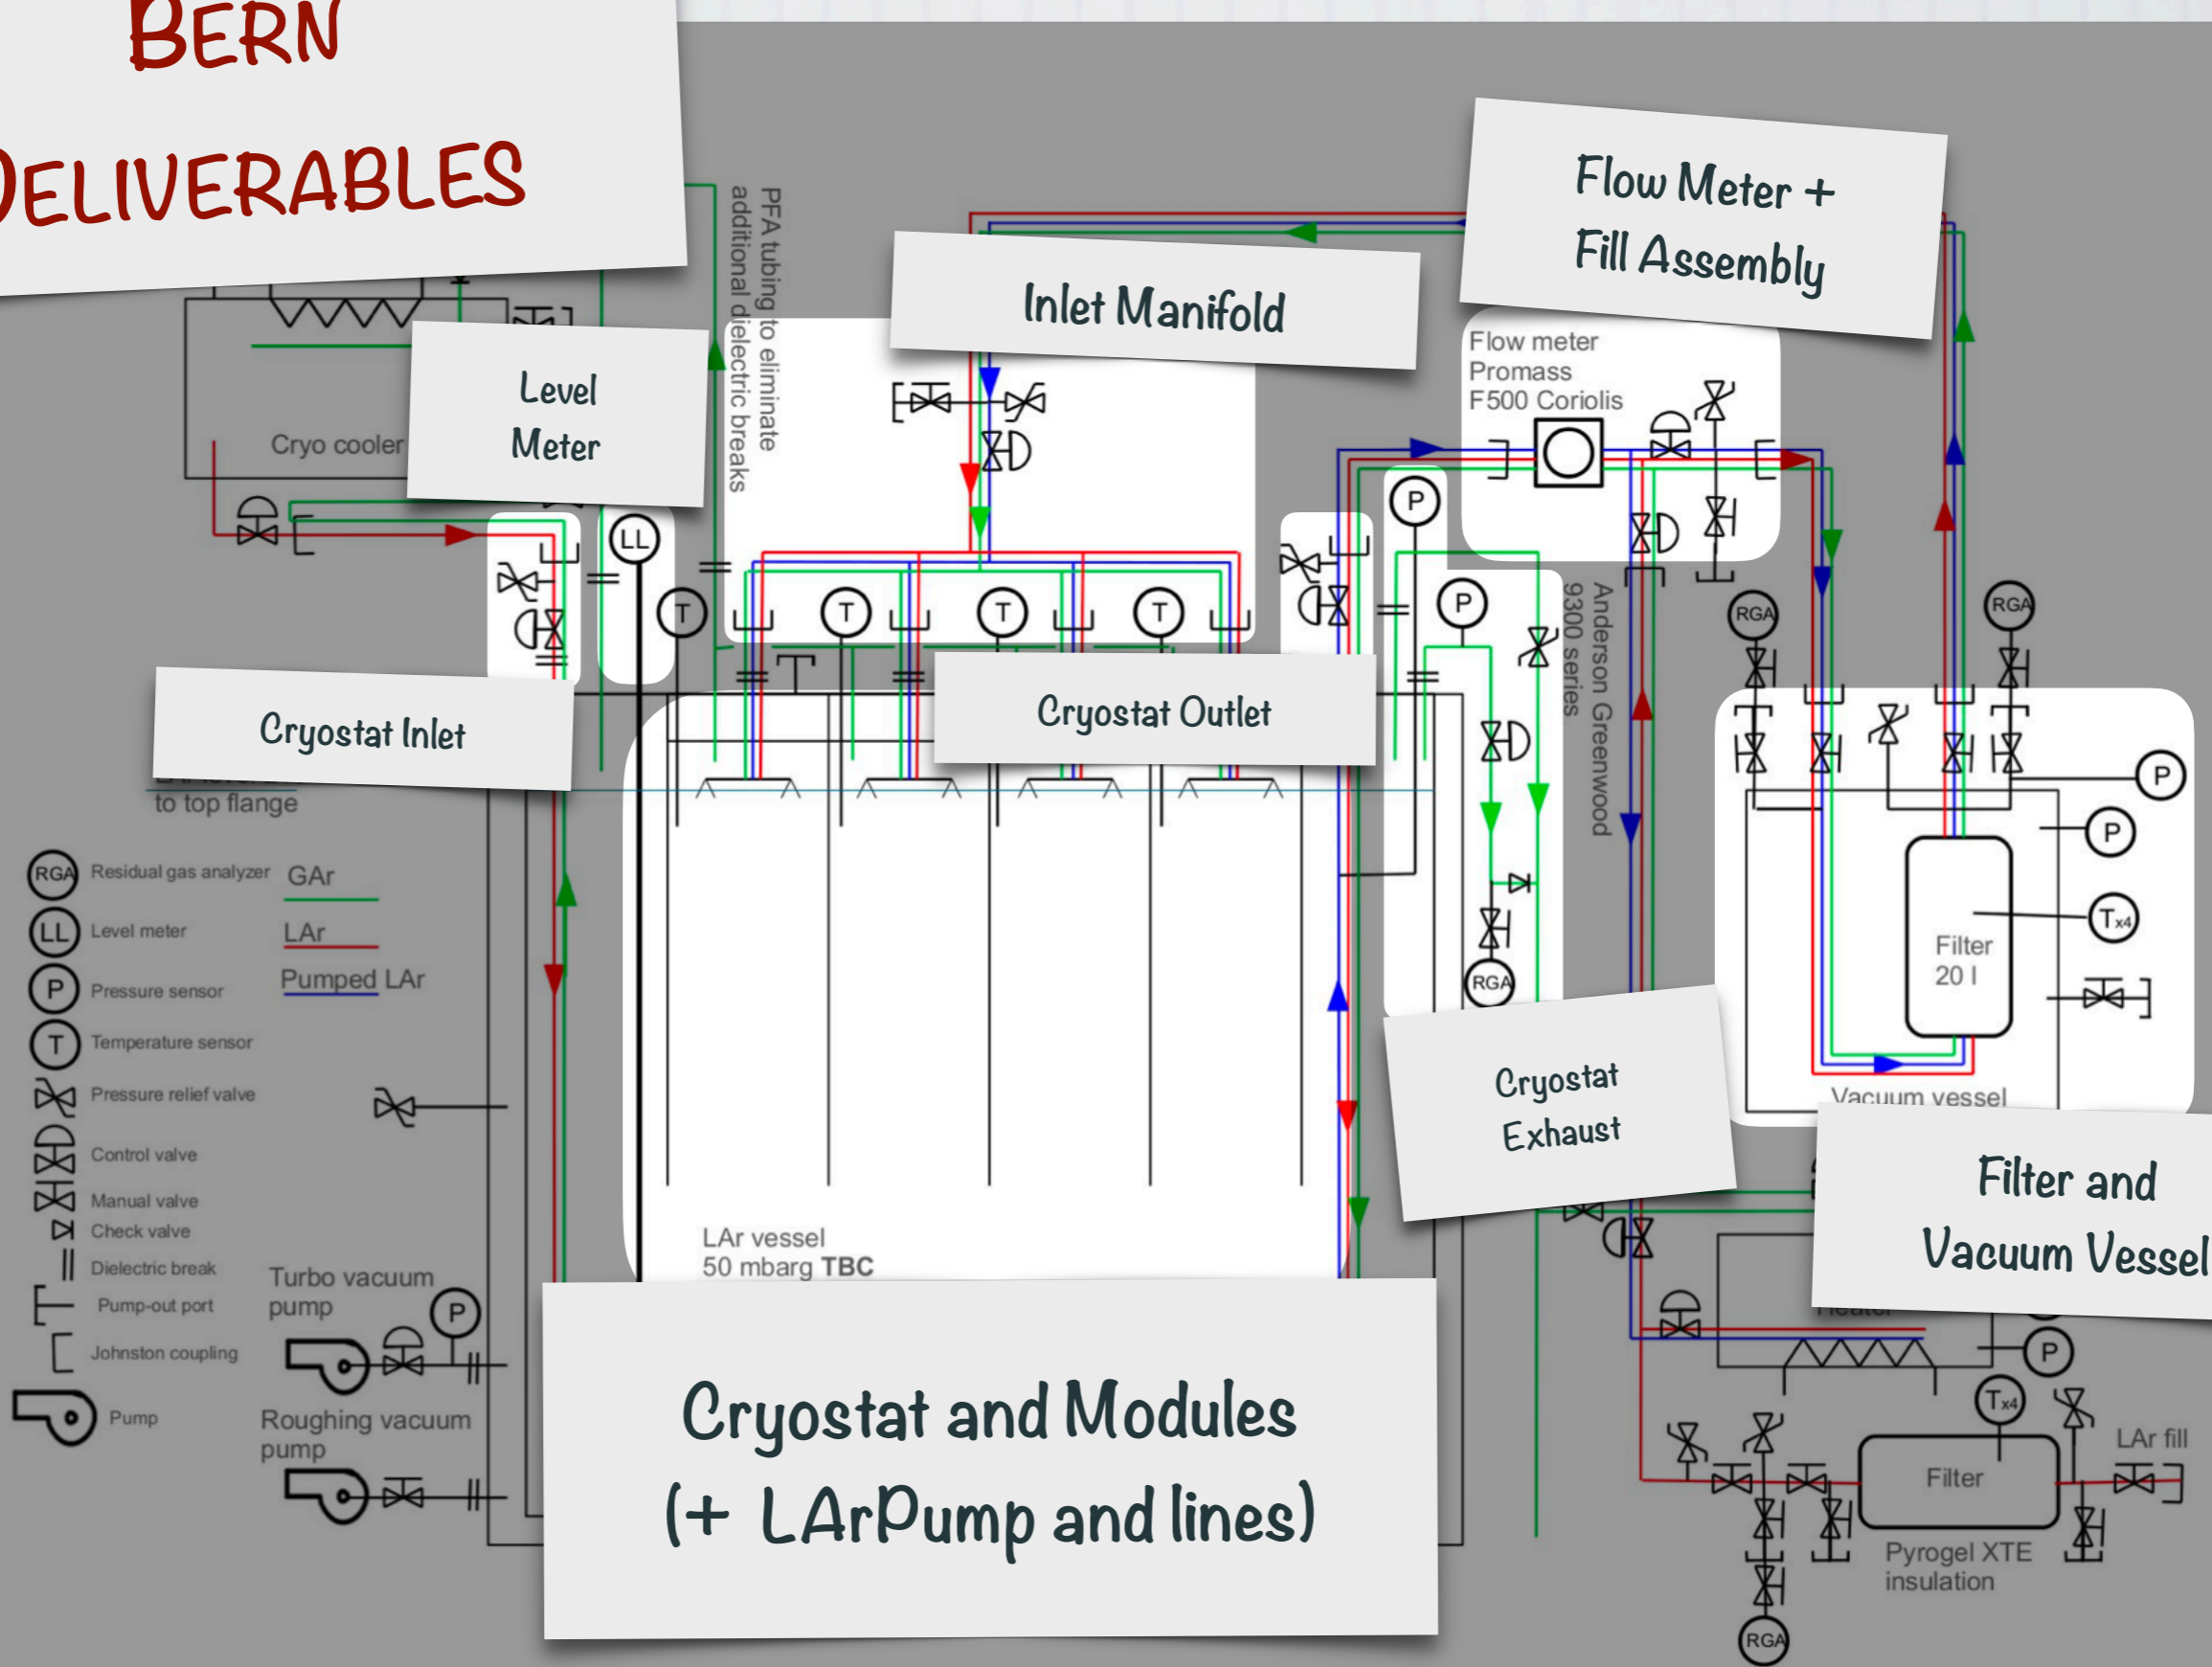 BERN
DELIVERABLES
PFA tubing to eliminate
additional dielectric breaks
Flow Meter +
Fill Assembly
Inlet Manifold
Level
Meter
Cryo cooler
Flow meter
Promass
F500 Coriolis
LL
T
T
T
T
P
P
Anderson Greenwood
9300 series
RGA
RGA
Cryostat Inlet
Cryostat Outlet
to top flange
P
P
Tx4
Filter
20 l
Vacuum vessel
RGA
Cryostat
Exhaust
Filter and
Vacuum Vessel
RGA Residual gas analyzer
LL Level meter
P Pressure sensor
T Temperature sensor
Pressure relief valve
Control valve
Manual valve
Check valve
Dielectric break
Pump-out port
Johnston coupling
Pump
GAr
LAr
Pumped LAr
Turbo vacuum
pump
P
Roughing vacuum
pump
LAr vessel
50 mbarg TBC
Cryostat and Modules
(+ LArPump and lines)
P
Tx4
LAr fill
Filter
Pyrogel XTE
insulation
RGA